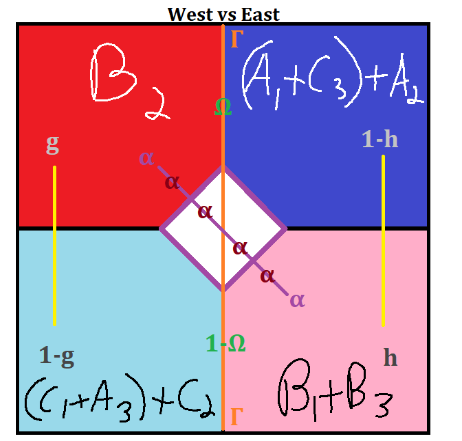 West vs East
Γ
B₂
(A₁+C₃)+A₂
Ω
g
1-h
α
α
α
α
α
α
1-Ω
1-g
h
((C₁+A₃)+C₂
B₁+B₃
Γ